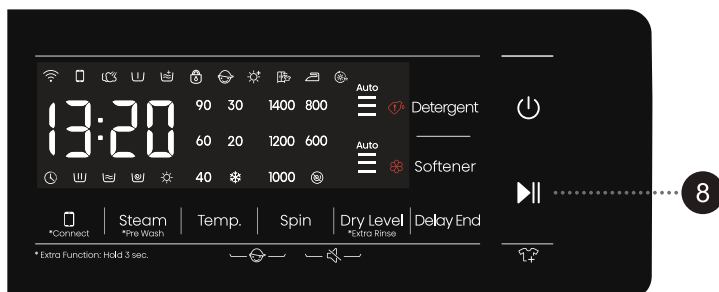 Auto
90 30 1400 800
Detergent
13:20
60 20 1200 600
Auto
Softener
40 1000
8
Steam Temp. Spin Dry Level Delay End
*Connect *Pre Wash *Extra Rinse
* Extra Function: Hold 3 sec.